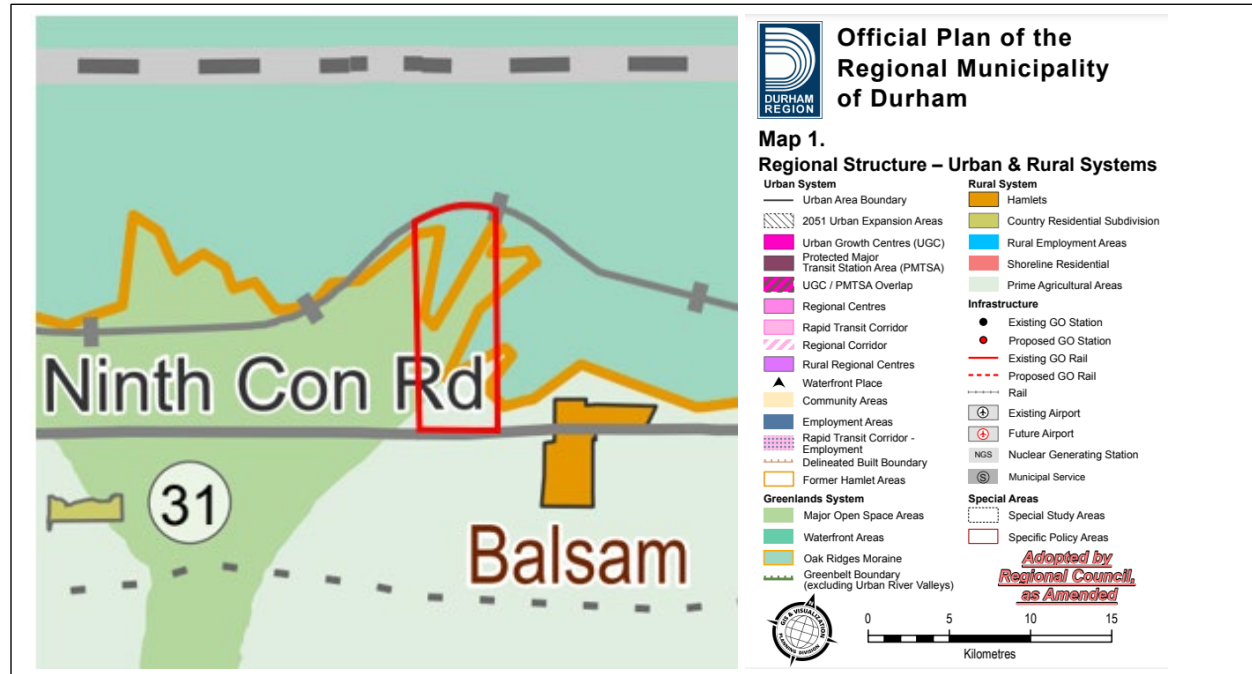 Ninth Con Rd
31
Balsam
DURHAM
REGION
Official Plan of the
Regional Municipality
of Durham
Map 1.
Regional Structure – Urban & Rural Systems
Urban System
Urban Area Boundary
2051 Urban Expansion Areas
Urban Growth Centres (UGC)
Protected Major
Transit Station Area (PMTSA)
UGC / PMTSA Overlap
Regional Centres
Rapid Transit Corridor
Regional Corridor
Rural Regional Centres
Waterfront Place
Community Areas
Employment Areas
Rapid Transit Corridor -
Employment
Delineated Built Boundary
Former Hamlet Areas
Greenlands System
Major Open Space Areas
Waterfront Areas
Oak Ridges Moraine
Greenbelt Boundary
(excluding Urban River Valleys)
Rural System
Hamlets
Country Residential Subdivision
Rural Employment Areas
Shoreline Residential
Prime Agricultural Areas
Infrastructure
Existing GO Station
Proposed GO Station
Existing GO Rail
Proposed GO Rail
Rail
Existing Airport
Future Airport
NGS Nuclear Generating Station
S Municipal Service
Special Areas
Special Study Areas
Specific Policy Areas
Adopted by
Regional Council,
as Amended
GIS & VISUALIZATION
PLANNING DIVISION
0 5 10 15
Kilometres